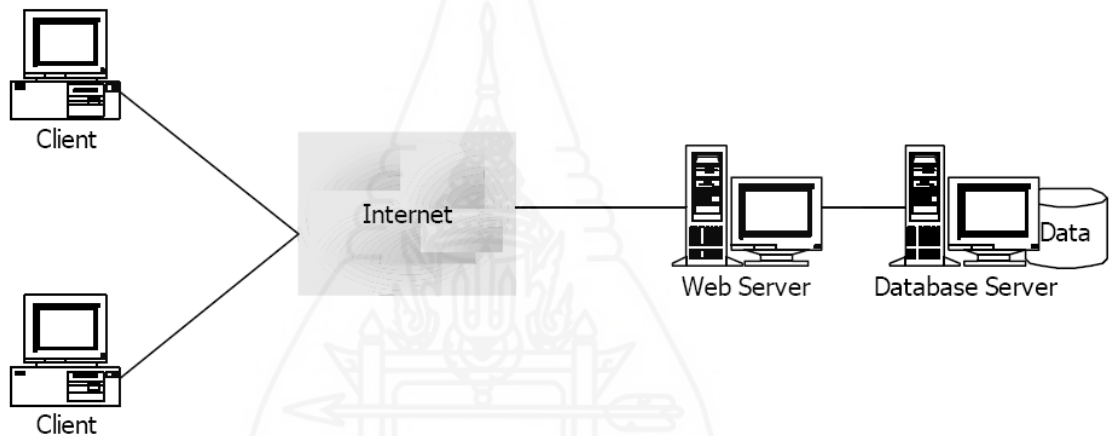 Client
Internet
Data
Web Server
Database Server
Client